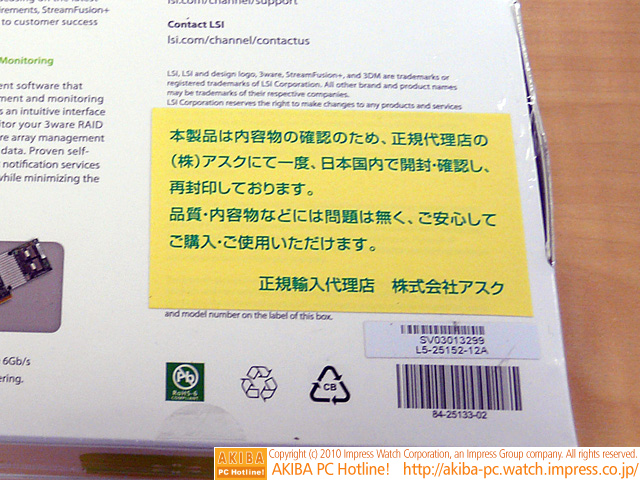 lsi.com/channel/support
irements, StreamFusion+
to customer success
Contact LSI
lsi.com/channel/contactus
Monitoring
ent software that
ment and monitoring
s an intuitive interface
itor your 3ware RAID
re array management
data. Proven self-
notification services
while minimizing the
LSI, LSI and design logo, 3ware, StreamFusion+, and 3DM are trademarks or
registered trademarks of LSI Corporation. All other brand and product names
may be trademarks of their respective companies.
LSI Corporation reserves the right to make changes to any products and services
本製品は内容物の確認のため、正規代理店の
（株）アスクにて一度、日本国内で開封・確認し、
再封印しております。
品質・内容物などには問題は無く、ご安心して
ご購入・ご使用いただけます。
正規輸入代理店　株式会社アスク
and model number on the label of this box.
SV03013299
L5-25152-12A
6Gb/s
ering.
Pb
RoHS-6
COMPLIANT
CB
84-25133-02
AKIBA
PC Hotline!
Copyright (c) 2010 Impress Watch Corporation, an Impress Group company. All rights reserved.
AKIBA PC Hotline! http://akiba-pc.watch.impress.co.jp/